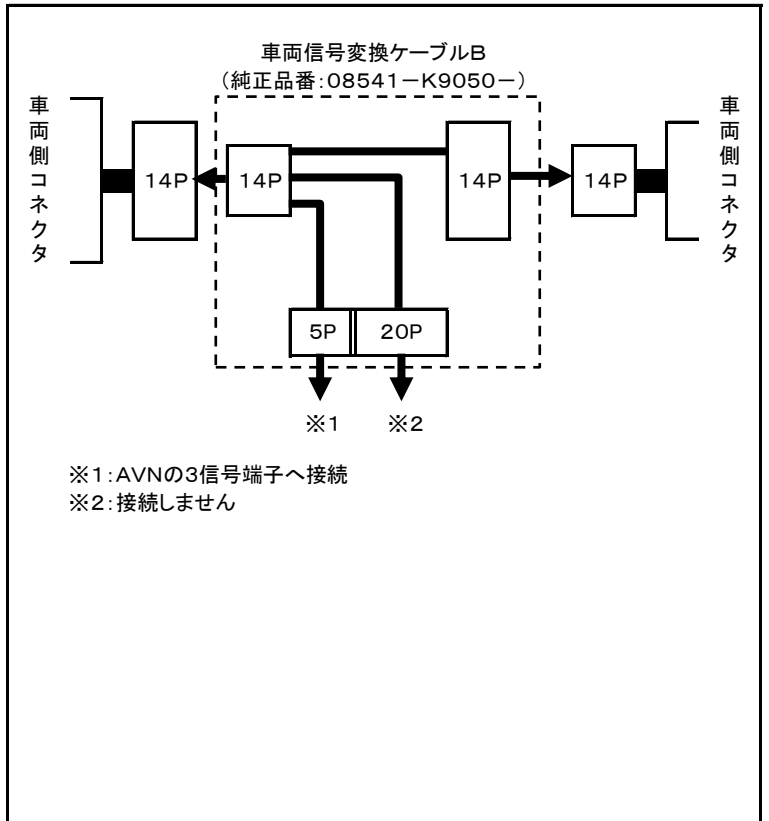 車両信号変換ケーブルB
（純正品番：08541－K9050－）
車両側コネクタ
14P
14P
14P
14P
車両側コネクタ
5P
20P
※1
※2
※1：AVNの3信号端子へ接続
※2：接続しません